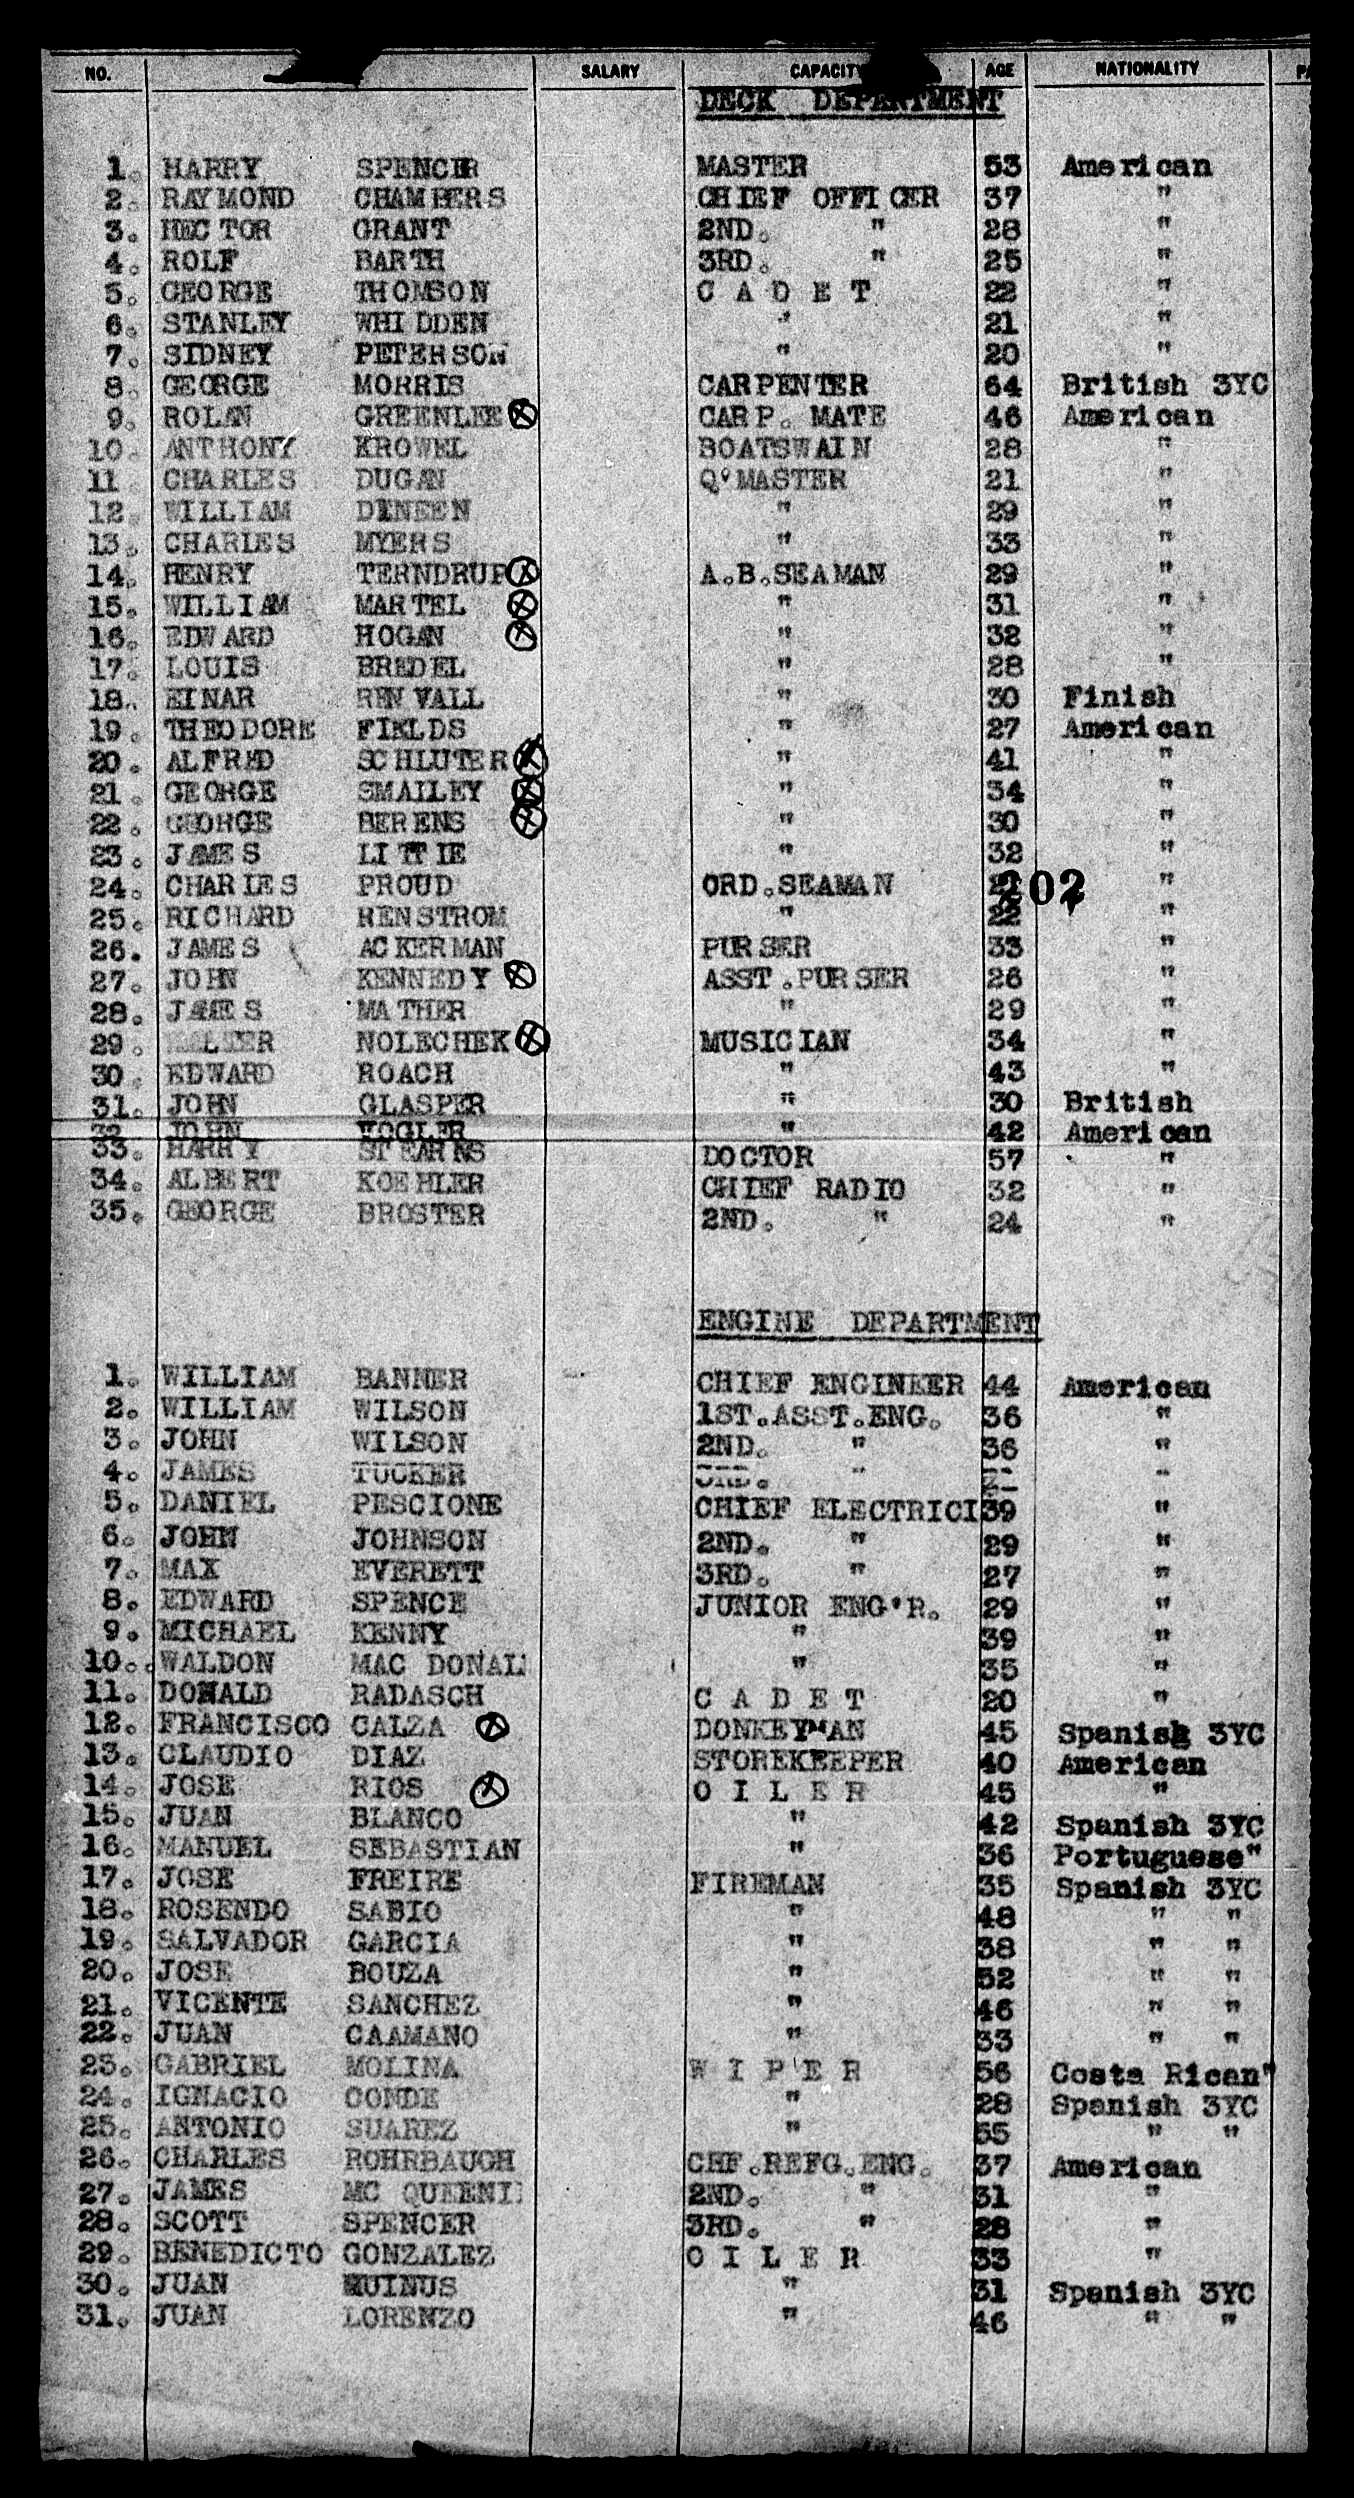 NO. SALARY CAPACITY AGE NATIONALITY
DECK DEPARTMENT
1. HARRY SPENCER MASTER 53 American
2. RAYMOND CHAMBERS CHIEF OFFICER 37 "
3. HECTOR GRANT 2ND. " 28 "
4. ROLF BARTH 3RD. " 25 "
5. GEORGE THOMSON C A D E T 22 "
6. STANLEY WHIDDEN " 21 "
7. SIDNEY PETERSON " 20 "
8. GEORGE MORRIS CARPENTER 64 British 3YC
9. ROLAN GREENLEE CARP. MATE 46 American
10. ANTHONY KROWEL BOATSWAIN 28 "
11 CHARLES DUGAN Q'MASTER 21 "
12. WILLIAM DINEEN " 29 "
13. CHARLES MYERS " 33 "
14. HENRY TERNDRUP A.B.SEAMAN 29 "
15. WILLIAM MARTEL " 31 "
16. EDWARD HOGAN " 32 "
17. LOUIS BREDEL " 28 "
18. EINAR RENVALL " 30 Finish
19. THEODORE FIELDS " 27 American
20. ALFRED SCHLUTER " 41 "
21. GEORGE SMAILEY " 34 "
22. GEORGE BERENS " 30 "
23. JAMES LITTLE " 32 "
24. CHARLES PROUD ORD.SEAMAN 202 "
25. RICHARD RENSTROM " 22 "
26. JAMES ACKERMAN PURSER 33 "
27. JOHN KENNEDY ASST.PURSER 26 "
28. JAMES MATHER " 29 "
29. NOLECHEK MUSICIAN 34 "
30. EDWARD ROACH " 43 "
31. JOHN GLASPER " 30 British
32 JOHN KOGLER " 42 American
33. HARRY STEARNS DOCTOR 57 "
34. ALBERT KOEHLER CHIEF RADIO 32 "
35. GEORGE BROSTER 2ND. " 24 "
ENGINE DEPARTMENT
1. WILLIAM BANNER CHIEF ENGINEER 44 American
2. WILLIAM WILSON 1ST.ASST.ENG. 36 "
3. JOHN WILSON 2ND. " 36 "
4. JAMES TUCKER 3RD. " "
5. DANIEL PESCIONE CHIEF ELECTRICI 39 "
6. JOHN JOHNSON 2ND. " 29 "
7. MAX EVERETT 3RD. " 27 "
8. EDWARD SPENCE JUNIOR ENG'R. 29 "
9. MICHAEL KENNY " 39 "
10. WALDON MAC DONAL " 35 "
11. DONALD RADASCH C A D E T 20 "
12. FRANCISCO CALZA DONKEYMAN 45 Spanish 3YC
13. CLAUDIO DIAZ STOREKEEPER 40 American
14. JOSE RIOS O I L E R 45 "
15. JUAN BLANCO " 42 Spanish 3YC
16. MANUEL SEBASTIAN " 36 Portuguese"
17. JOSE FREIRE FIREMAN 35 Spanish 3YC
18. ROSENDO SABIO " 48 " "
19. SALVADOR GARCIA " 38 " "
20. JOSE BOUZA " 52 " "
21. VICENTE SANCHEZ " 46 " "
22. JUAN CAAMANO " 33 " "
23. GABRIEL MOLINA W I P E R 56 Costa Rican"
24. IGNACIO CONDE " 28 Spanish 3YC
25. ANTONIO SUAREZ " 55 " "
26. CHARLES ROHRBAUGH CHF.REFG.ENG. 37 American
27. JAMES MC QUEENI 2ND. " 31 "
28. SCOTT SPENCER 3RD. " 28 "
29. BENEDICTO GONZALEZ O I L E R 33 "
30. JUAN MUINUS " 31 Spanish 3YC
31. JUAN LORENZO " 46 " "